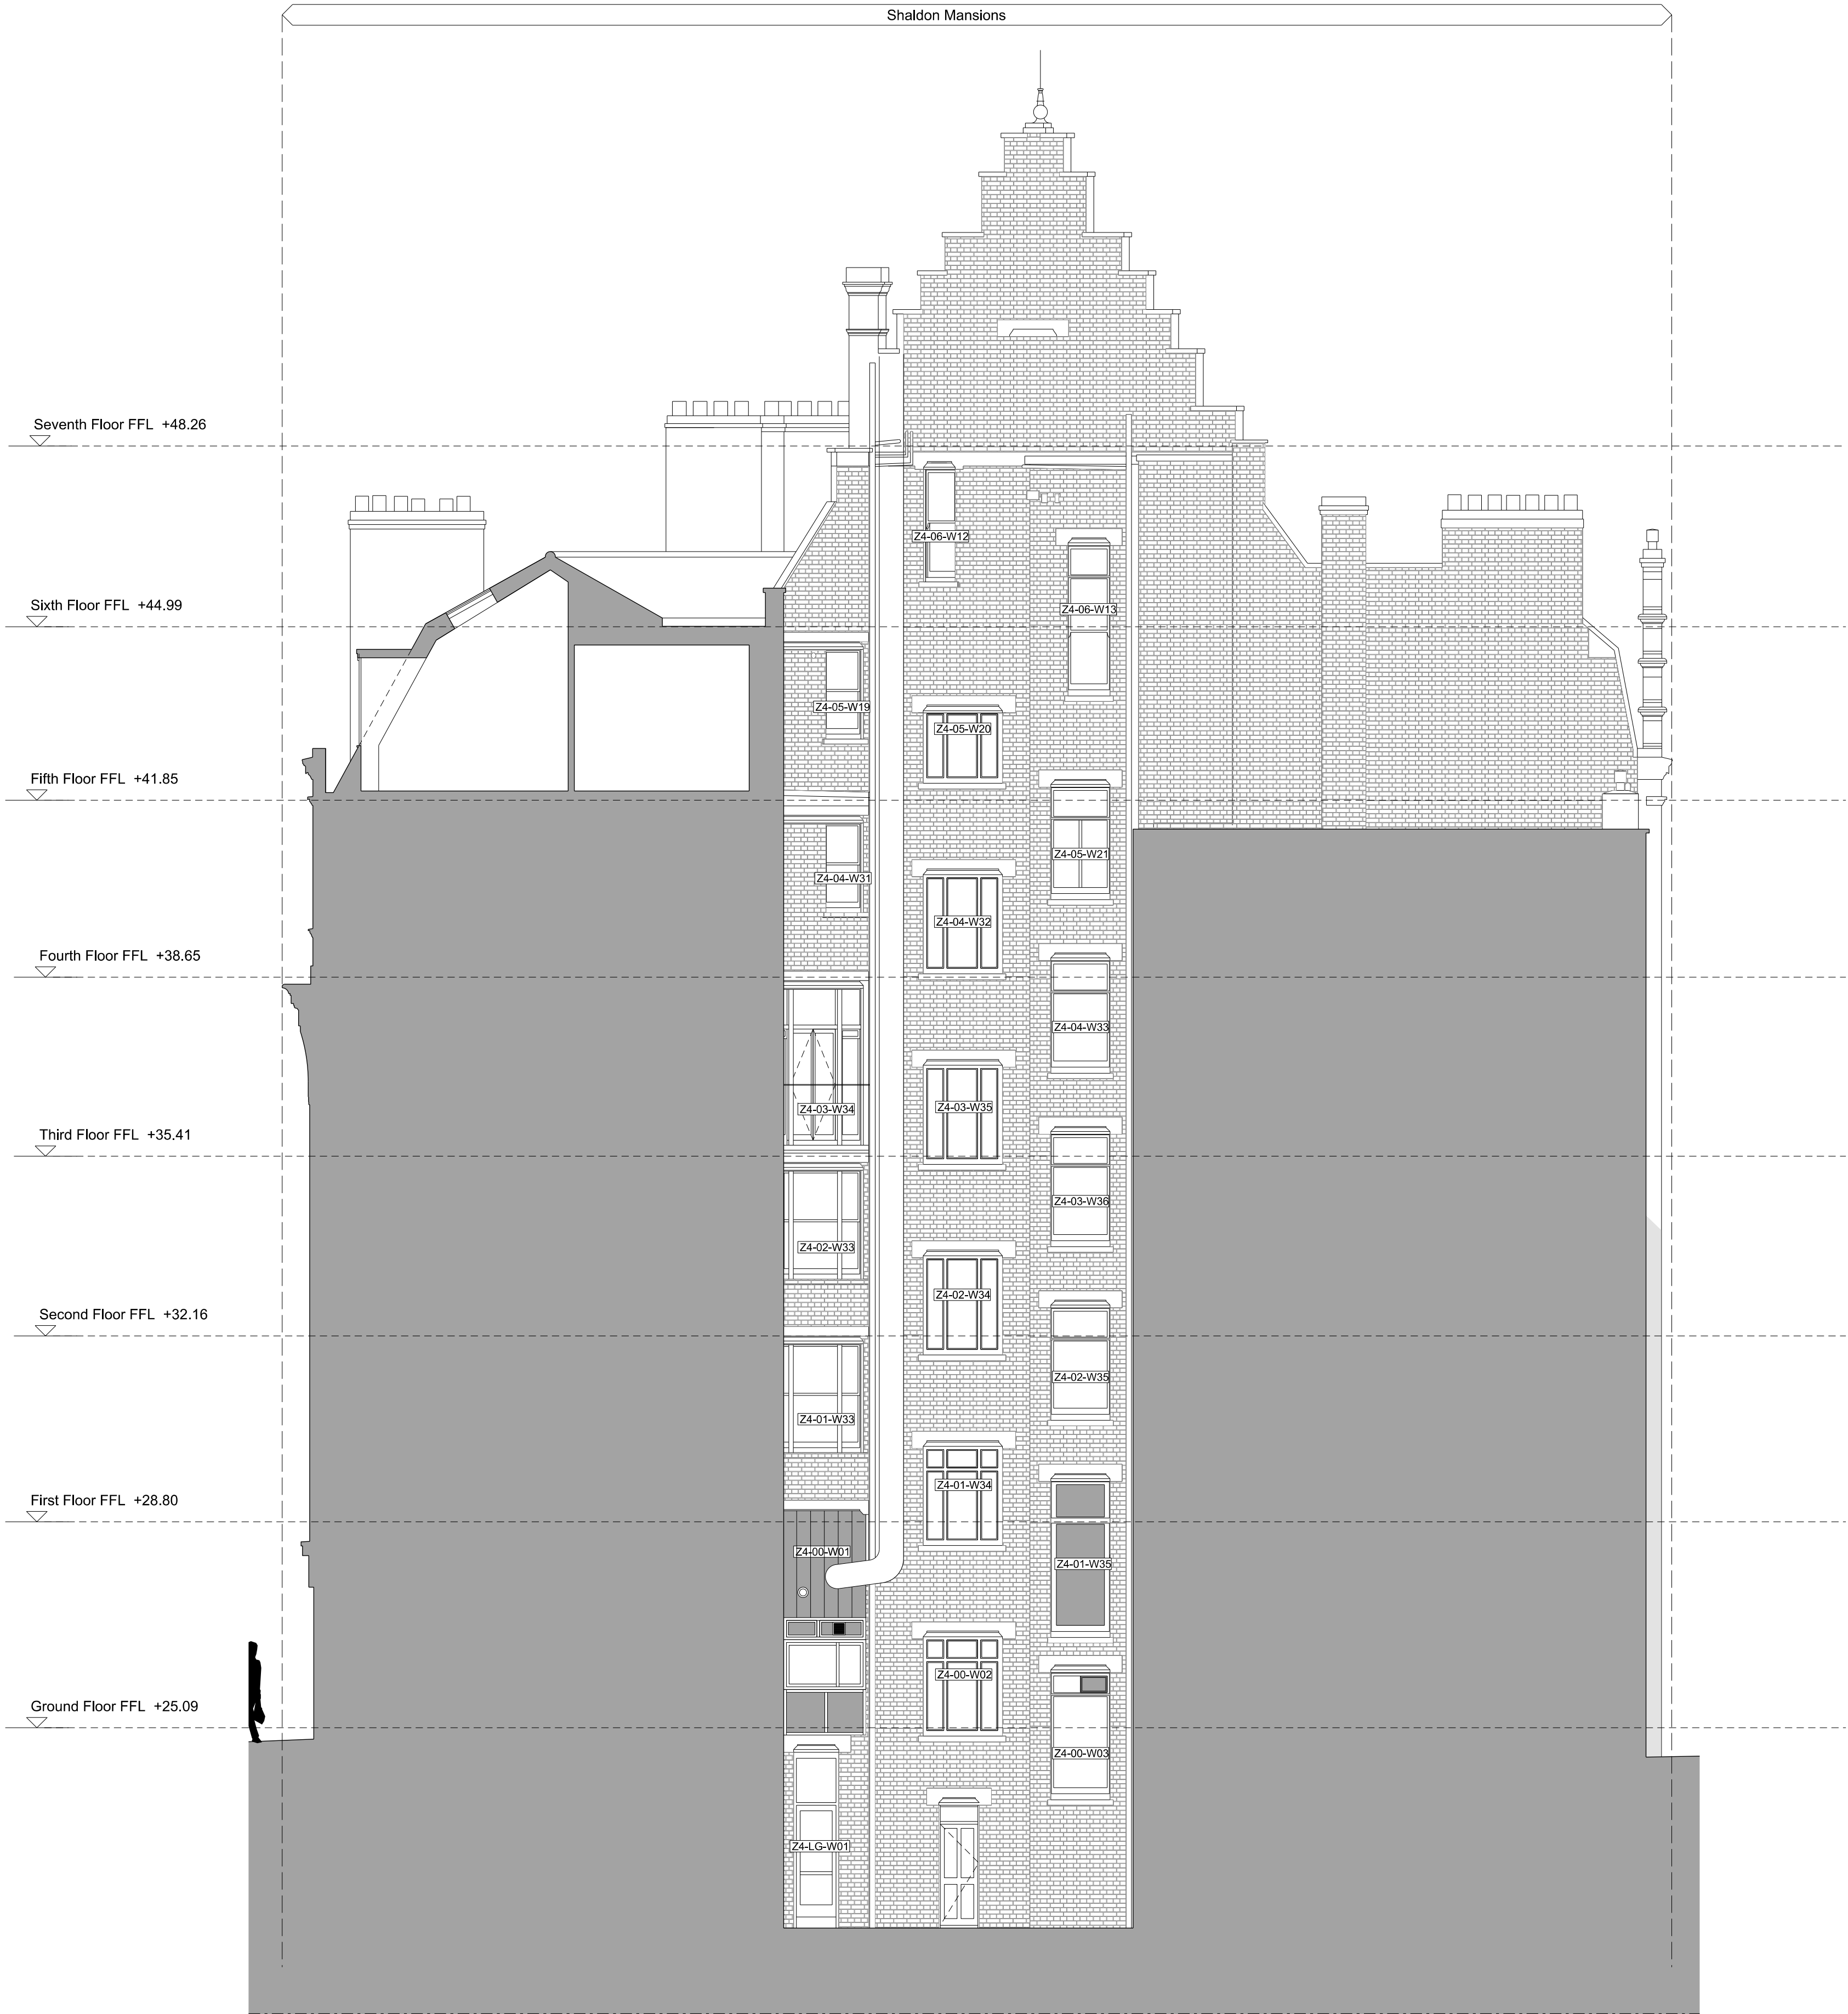 Shaldon Mansions
Seventh Floor FFL +48.26
Z4-06-W12
Sixth Floor FFL +44.99
Z4-06-W13
Z4-05-W19
Z4-05-W20
Fifth Floor FFL +41.85
Z4-05-W21
Z4-04-W31
Z4-04-W32
Fourth Floor FFL +38.65
Z4-04-W33
Z4-03-W34
Z4-03-W35
Third Floor FFL +35.41
Z4-03-W36
Z4-02-W33
Z4-02-W34
Second Floor FFL +32.16
Z4-02-W35
Z4-01-W33
Z4-01-W34
First Floor FFL +28.80
Z4-00-W01
Z4-01-W35
Z4-00-W02
Ground Floor FFL +25.09
Z4-00-W03
Z4-LG-W01